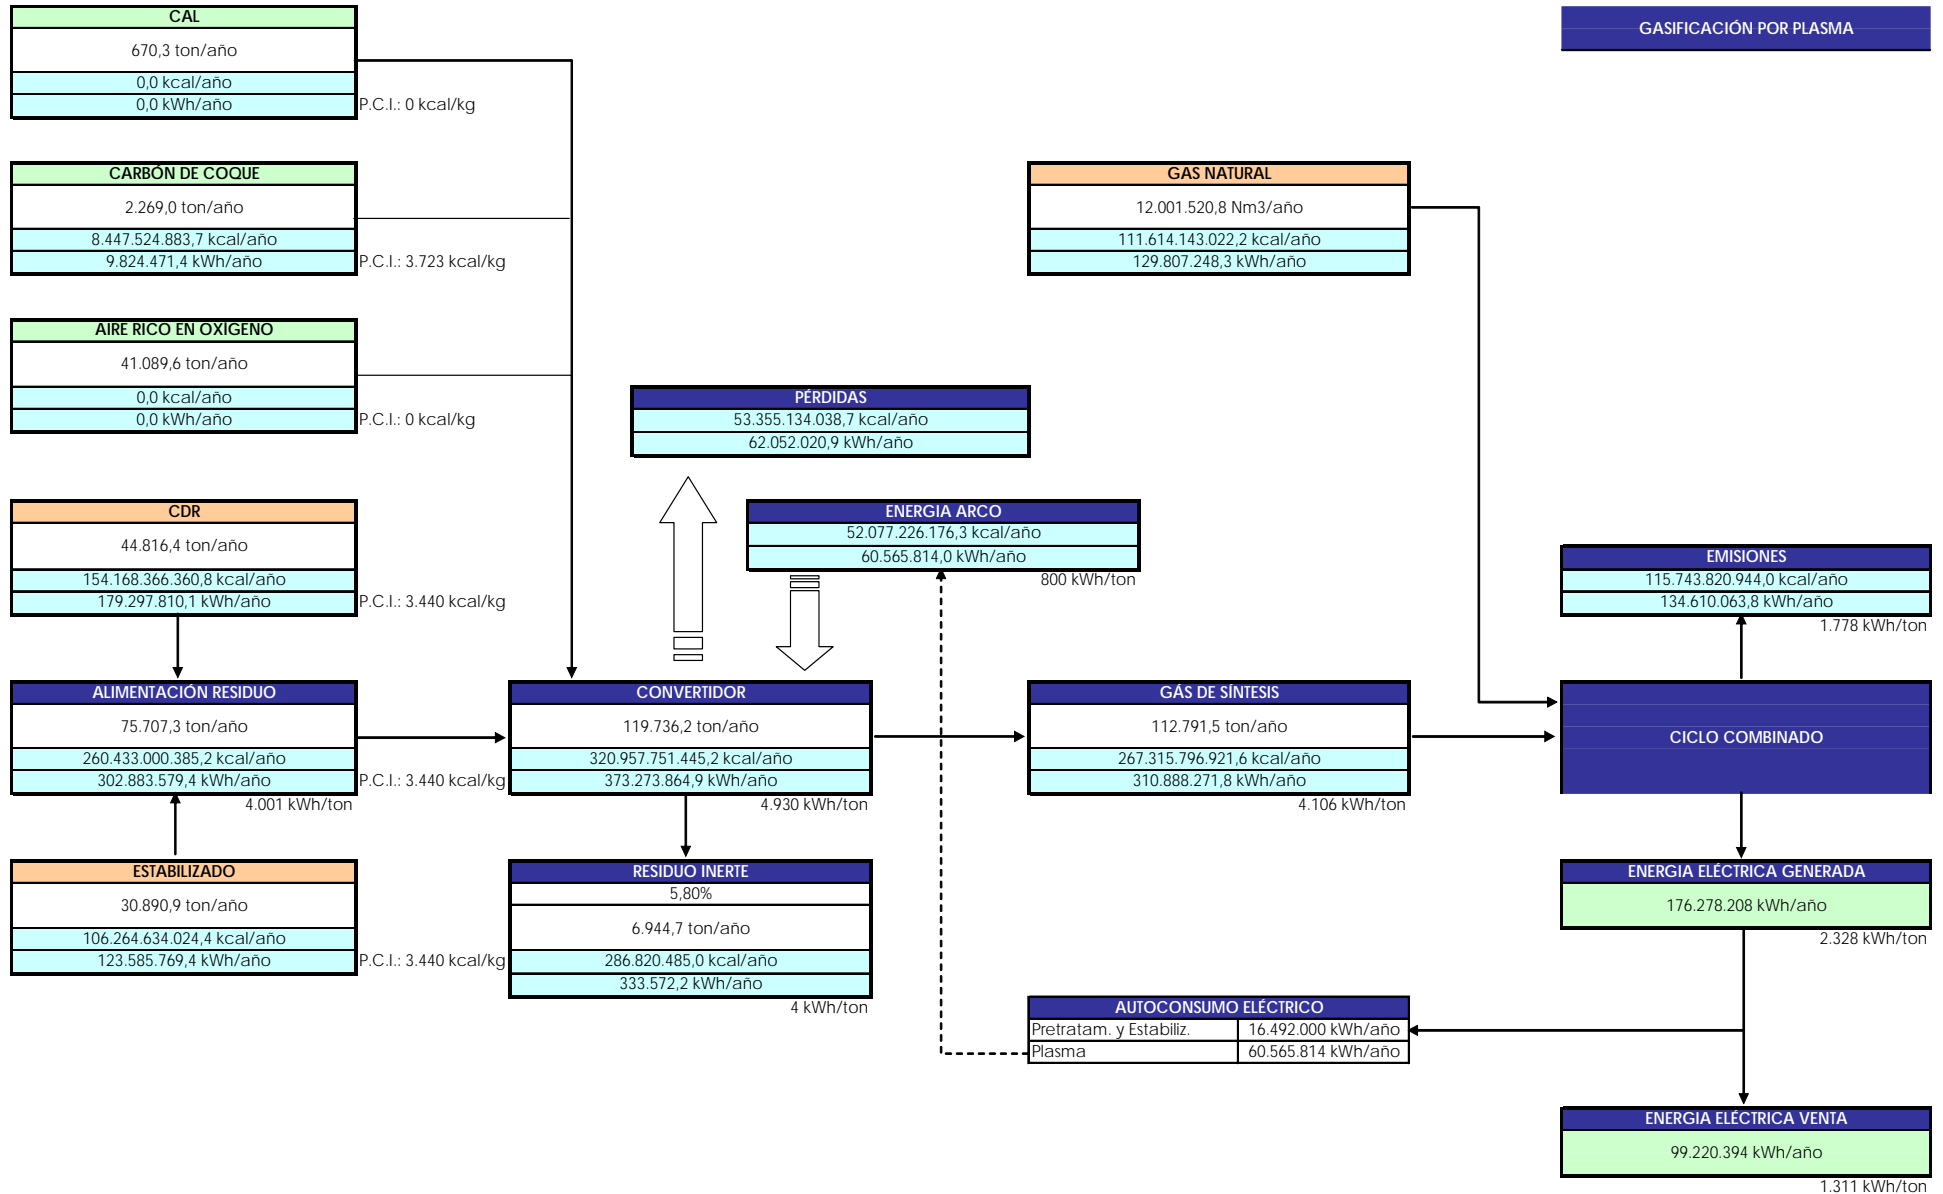 CAL
670,3 ton/año
0,0 kcal/año
0,0 kWh/año
P.C.I.: 0 kcal/kg
GASIFICACIÓN POR PLASMA
CARBÓN DE COQUE
2.269,0 ton/año
8.447.524.883,7 kcal/año
9.824.471,4 kWh/año
P.C.I.: 3.723 kcal/kg
GAS NATURAL
12.001.520,8 Nm3/año
111.614.143.022,2 kcal/año
129.807.248,3 kWh/año
AIRE RICO EN OXÍGENO
41.089,6 ton/año
0,0 kcal/año
0,0 kWh/año
P.C.I.: 0 kcal/kg
PÉRDIDAS
53.355.134.038,7 kcal/año
62.052.020,9 kWh/año
CDR
44.816,4 ton/año
154.168.366.360,8 kcal/año
179.297.810,1 kWh/año
P.C.I.: 3.440 kcal/kg
ENERGIA ARCO
52.077.226.176,3 kcal/año
60.565.814,0 kWh/año
800 kWh/ton
EMISIONES
115.743.820.944,0 kcal/año
134.610.063,8 kWh/año
1.778 kWh/ton
ALIMENTACIÓN RESIDUO
75.707,3 ton/año
260.433.000.385,2 kcal/año
302.883.579,4 kWh/año
P.C.I.: 3.440 kcal/kg
4.001 kWh/ton
CONVERTIDOR
119.736,2 ton/año
320.957.751.445,2 kcal/año
373.273.864,9 kWh/año
4.930 kWh/ton
GÁS DE SÍNTESIS
112.791,5 ton/año
267.315.796.921,6 kcal/año
310.888.271,8 kWh/año
4.106 kWh/ton
CICLO COMBINADO
ESTABILIZADO
30.890,9 ton/año
106.264.634.024,4 kcal/año
123.585.769,4 kWh/año
P.C.I.: 3.440 kcal/kg
RESIDUO INERTE
5,80%
6.944,7 ton/año
286.820.485,0 kcal/año
333.572,2 kWh/año
4 kWh/ton
ENERGIA ELÉCTRICA GENERADA
176.278.208 kWh/año
2.328 kWh/ton
AUTOCONSUMO ELÉCTRICO
Pretratam. y Estabiliz. 16.492.000 kWh/año
Plasma 60.565.814 kWh/año
ENERGIA ELÉCTRICA VENTA
99.220.394 kWh/año
1.311 kWh/ton